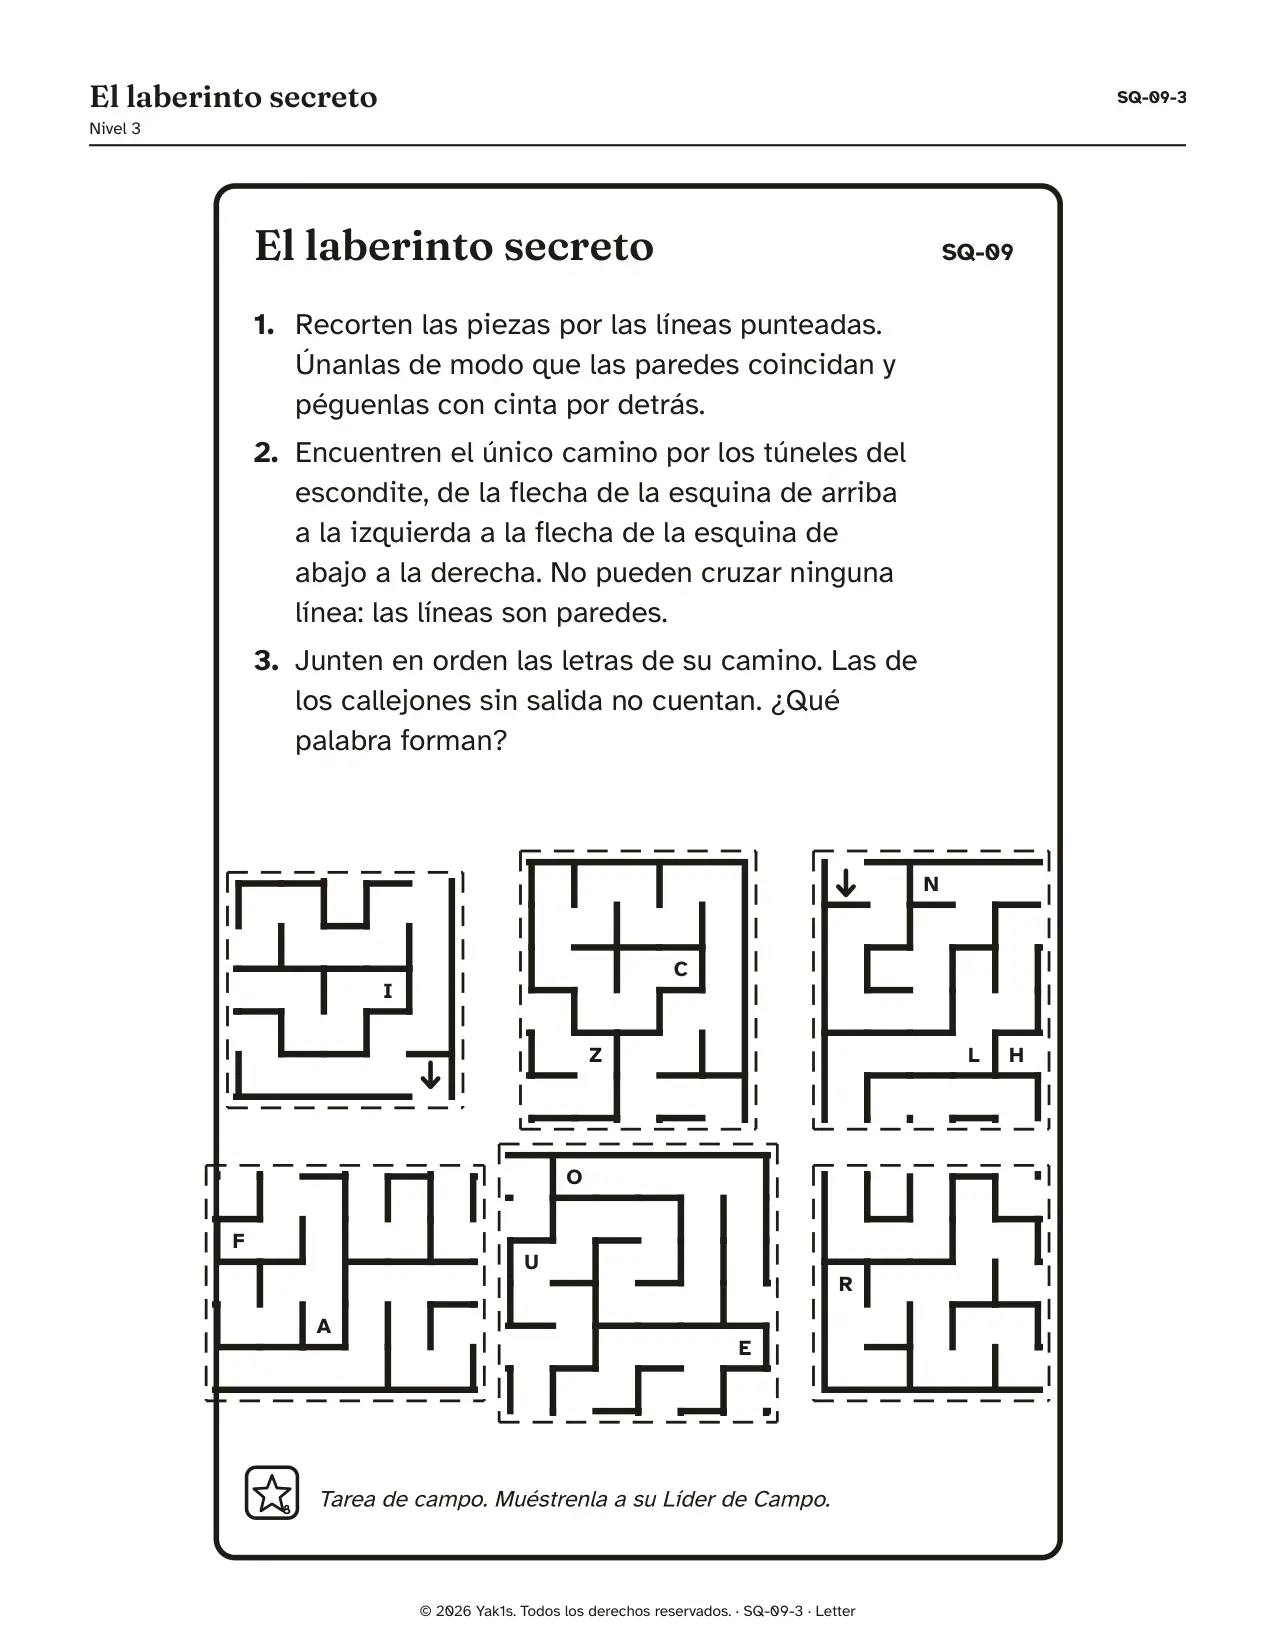 El laberinto secreto
SQ-09-3
Nivel 3
El laberinto secreto
SQ-09
1. Recorten las piezas por las líneas punteadas.
Únanlas de modo que las paredes coincidan y
péguenlas con cinta por detrás.
2. Encuentren el único camino por los túneles del
escondite, de la flecha de la esquina de arriba
a la izquierda a la flecha de la esquina de
abajo a la derecha. No pueden cruzar ninguna
línea: las líneas son paredes.
3. Junten en orden las letras de su camino. Las de
los callejones sin salida no cuentan. ¿Qué
palabra forman?
I
C
Z
N
L H
F
A
O
U
E
R
8
Tarea de campo. Muéstrenla a su Líder de Campo.
© 2026 Yak1s. Todos los derechos reservados. · SQ-09-3 · Letter